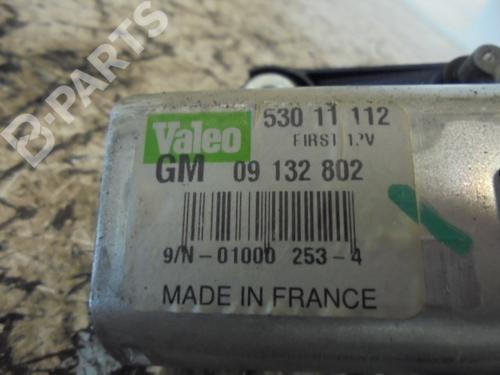 B-PARTS
Valeo 530 11 112
FIRST 12V
GM 09 132 802
9/N-01000 253-4
MADE IN FRANCE